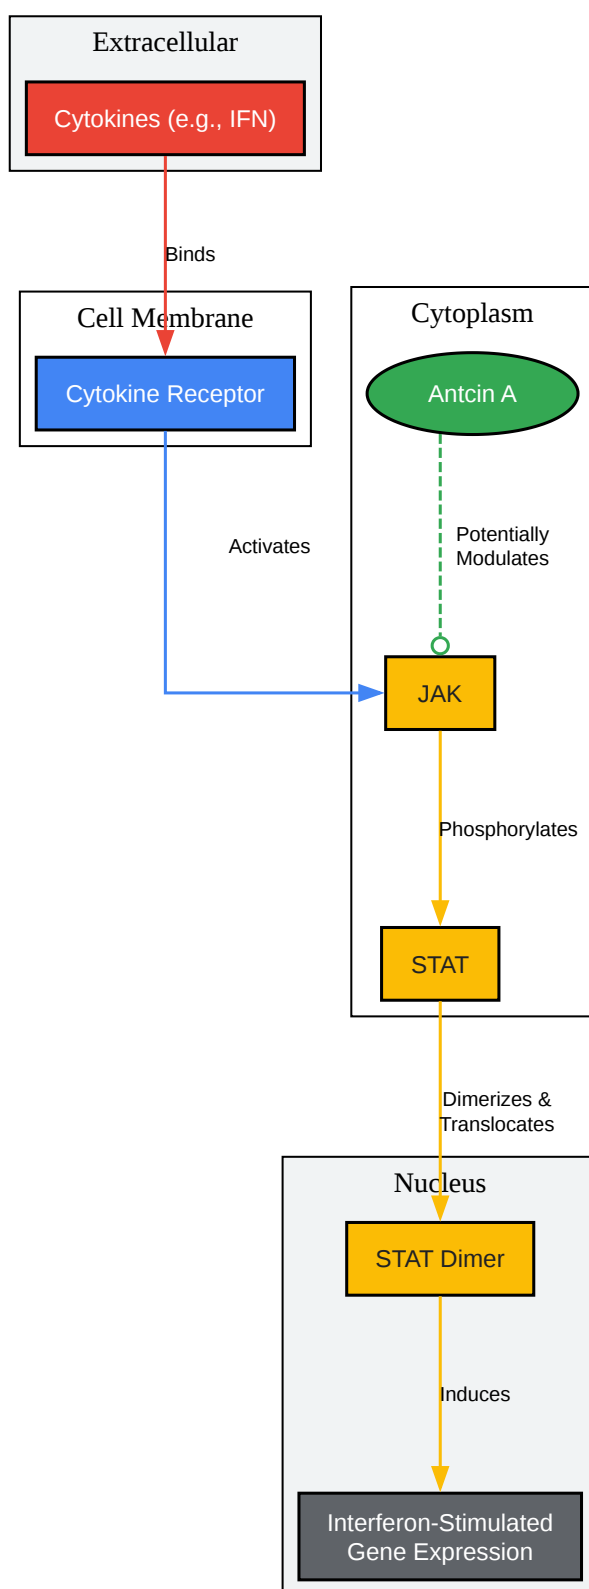 Extracellular
Cytokines (e.g., IFN)
Binds
Cell Membrane
Cytokine Receptor
Activates
Cytoplasm
Antcin A
Potentially
Modulates
JAK
Phosphorylates
STAT
Dimerizes &
Translocates
Nucleus
STAT Dimer
Induces
Interferon-Stimulated
Gene Expression